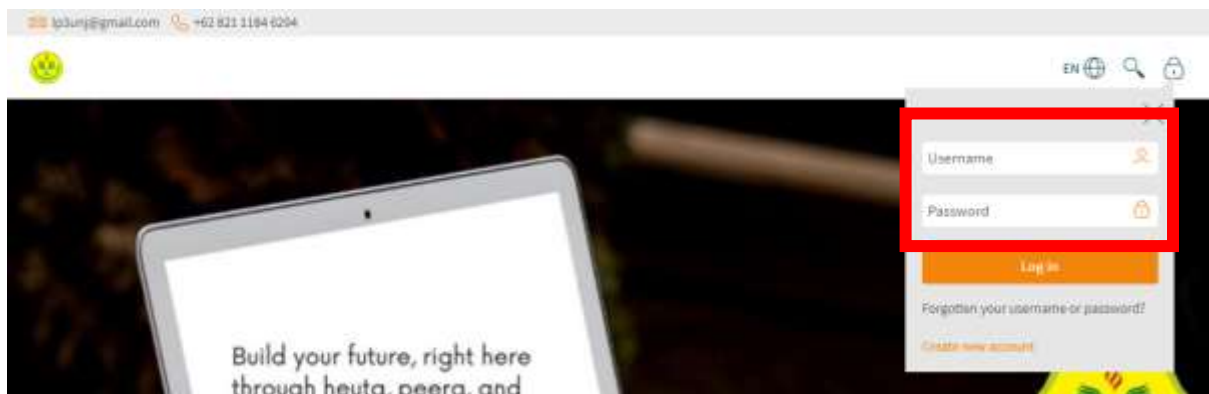 lp3unj@gmail.com +62 821 1184 6294
EN
Username
Password
Log in
Forgotten your username or password?
Create new account
Build your future, right here
through heuta, peera, and